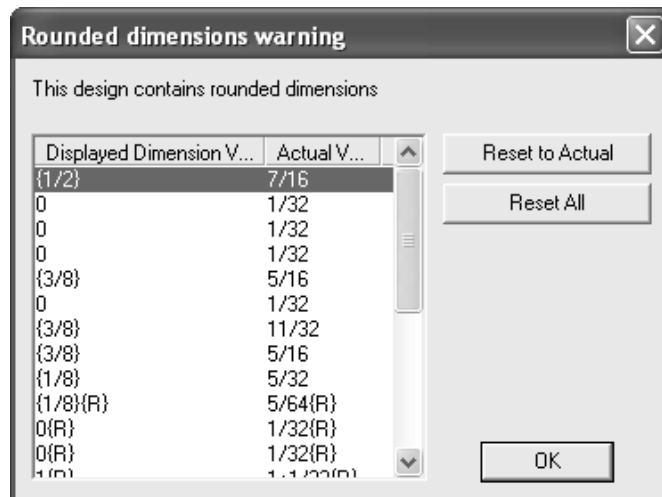 Rounded dimensions warning
This design contains rounded dimensions
Displayed Dimension V... Actual V...
{1/2} 7/16
0 1/32
0 1/32
0 1/32
{3/8} 5/16
0 1/32
{3/8} 11/32
{3/8} 5/16
{1/8} 5/32
{1/8}{R} 5/64{R}
0{R} 1/32{R}
0{R} 1/32{R}
Reset to Actual
Reset All
OK